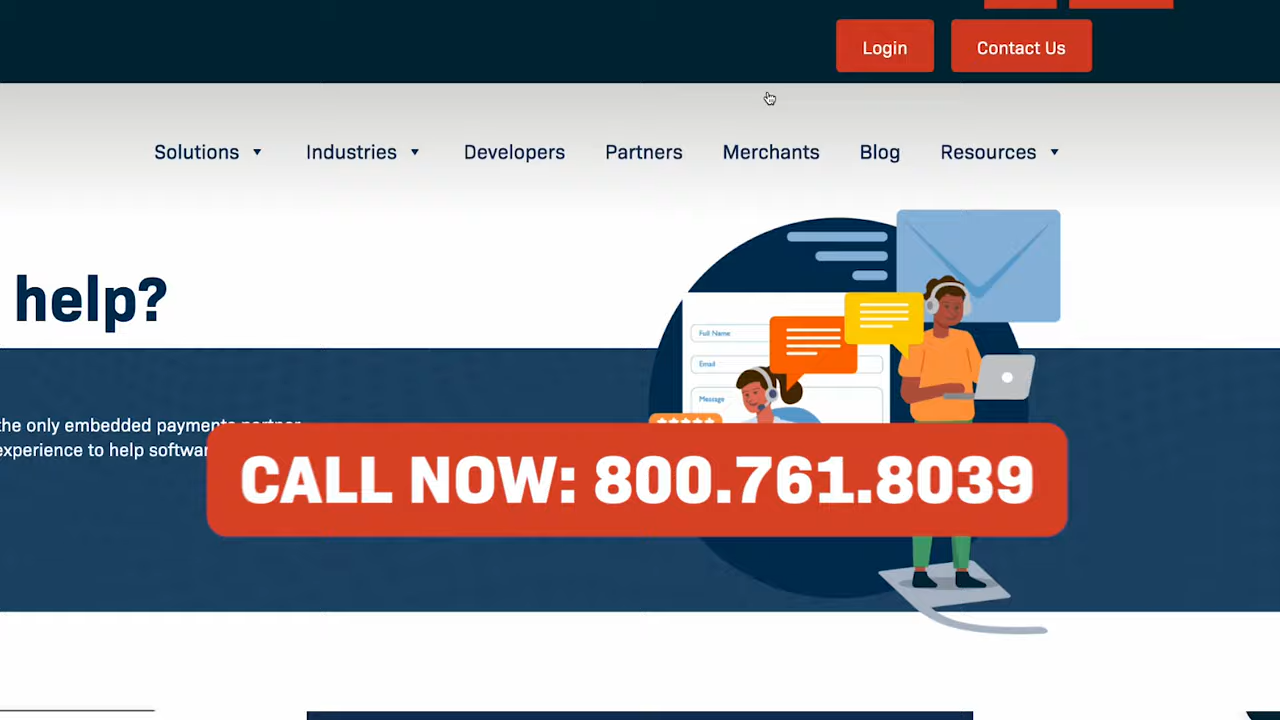 Login
Contact Us
Solutions
Industries
Developers
Partners
Merchants
Blog
Resources
help?
Full Name
Email
Message
the only embedded payments partner
experience to help softwar
CALL NOW: 800.761.8039